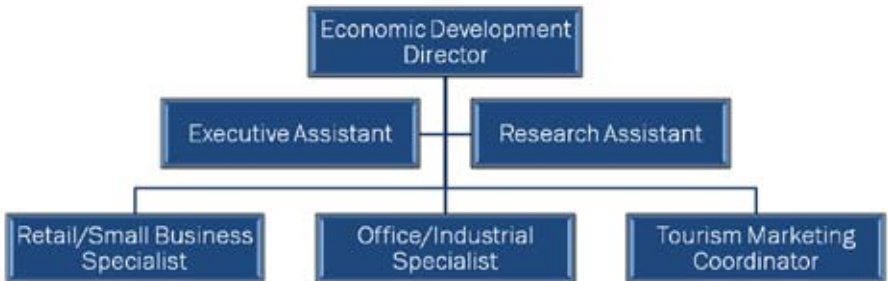 Economic Development
Director
Executive Assistant
Research Assistant
Retail/Small Business
Specialist
Office/Industrial
Specialist
Tourism Marketing
Coordinator